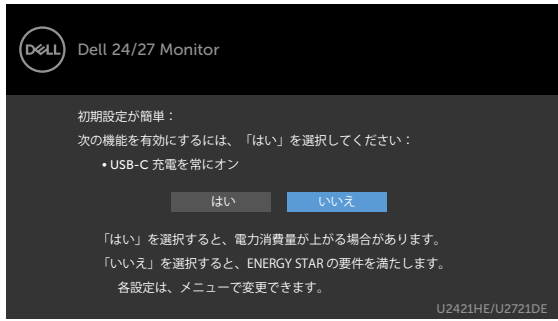 DELL
Dell 24/27 Monitor
初期設定が簡単：
次の機能を有効にするには、「はい」を選択してください：
• USB-C 充電を常にオン
はい
いいえ
「はい」を選択すると、電力消費量が上がる場合があります。
「いいえ」を選択すると、ENERGY STAR の要件を満たします。
各設定は、メニューで変更できます。
U2421HE/U2721DE